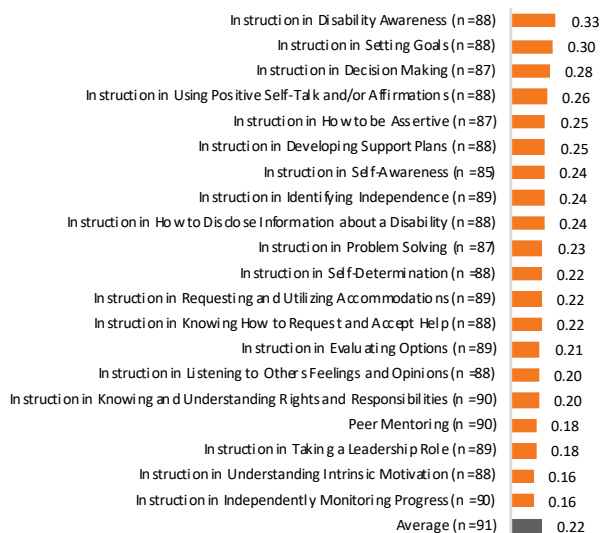 Instruction in Disability Awareness (n =88) 0.33
Instruction in Setting Goals (n =88) 0.30
Instruction in Decision Making (n =87) 0.28
Instruction in Using Positive Self-Talk and/or Affirmations (n =88) 0.26
Instruction in How to be Assertive (n =87) 0.25
Instruction in Developing Support Plans (n =88) 0.25
Instruction in Self-Awareness (n =85) 0.24
Instruction in Identifying Independence (n =89) 0.24
Instruction in How to Disclose Information about a Disability (n =88) 0.24
Instruction in Problem Solving (n =87) 0.23
Instruction in Self-Determination (n =88) 0.22
Instruction in Requesting and Utilizing Accommodations (n =89) 0.22
Instruction in Knowing How to Request and Accept Help (n =88) 0.22
Instruction in Evaluating Options (n =89) 0.21
Instruction in Listening to Others Feelings and Opinions (n =88) 0.20
Instruction in Knowing and Understanding Rights and Responsibilities (n =90) 0.20
Peer Mentoring (n =90) 0.18
Instruction in Taking a Leadership Role (n =89) 0.18
Instruction in Understanding Intrinsic Motivation (n =88) 0.16
Instruction in Independently Monitoring Progress (n =90) 0.16
Average (n =91) 0.22